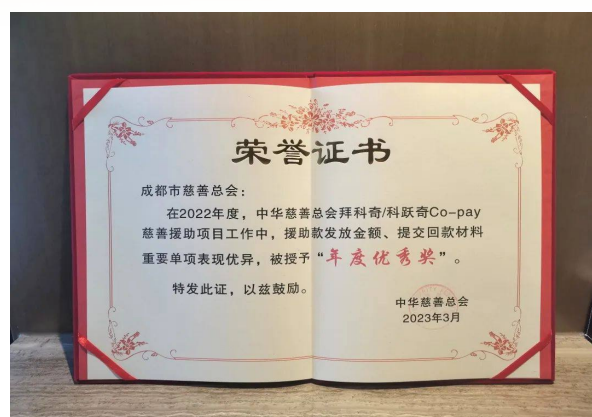 荣誉证书
成都市慈善总会：
在2022年度，中华慈善总会拜科奇/科跃奇Co-pay
慈善援助项目工作中，援助款发放金额、提交回款材料
重要单项表现优异，被授予“年度优秀奖”。
特发此证，以兹鼓励。
中华慈善总会
2023年3月